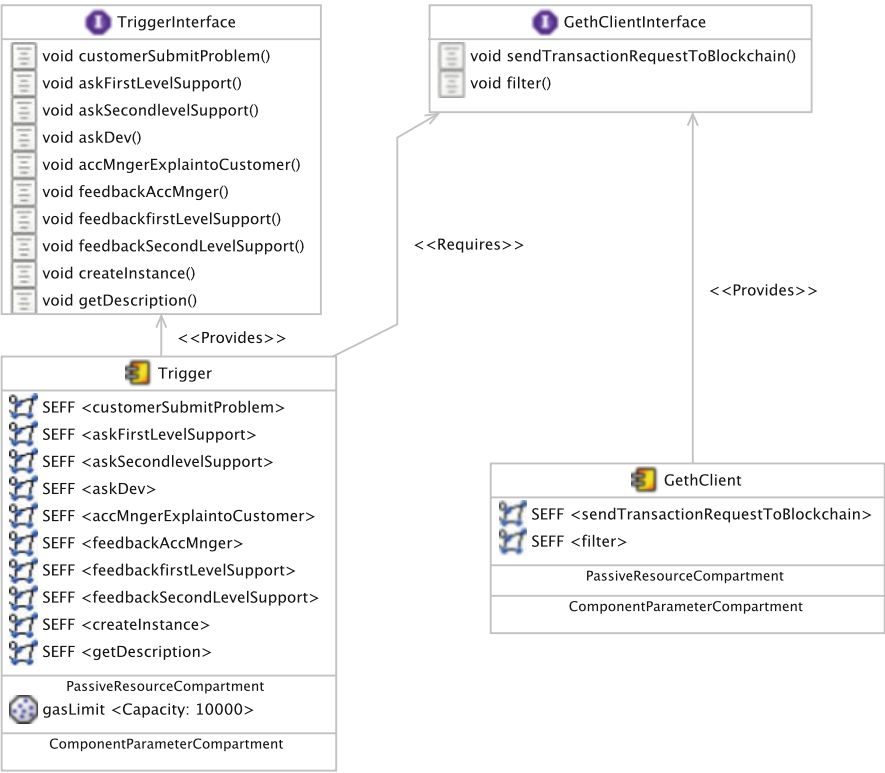 TriggerInterface
void customerSubmitProblem()
void askFirstLevelSupport()
void askSecondlevelSupport()
void askDev()
void accMngerExplaintoCustomer()
void feedbackAccMnger()
void feedbackfirstLevelSupport()
void feedbackSecondLevelSupport()
void createInstance()
void getDescription()
GethClientInterface
void sendTransactionRequestToBlockchain()
void filter()
<<Requires>>
<<Provides>>
<<Provides>>
Trigger
SEFF <customerSubmitProblem>
SEFF <askFirstLevelSupport>
SEFF <askSecondlevelSupport>
SEFF <askDev>
SEFF <accMngerExplaintoCustomer>
SEFF <feedbackAccMnger>
SEFF <feedbackfirstLevelSupport>
SEFF <feedbackSecondLevelSupport>
SEFF <createInstance>
SEFF <getDescription>
PassiveResourceCompartment
gasLimit <Capacity: 10000>
ComponentParameterCompartment
GethClient
SEFF <sendTransactionRequestToBlockchain>
SEFF <filter>
PassiveResourceCompartment
ComponentParameterCompartment